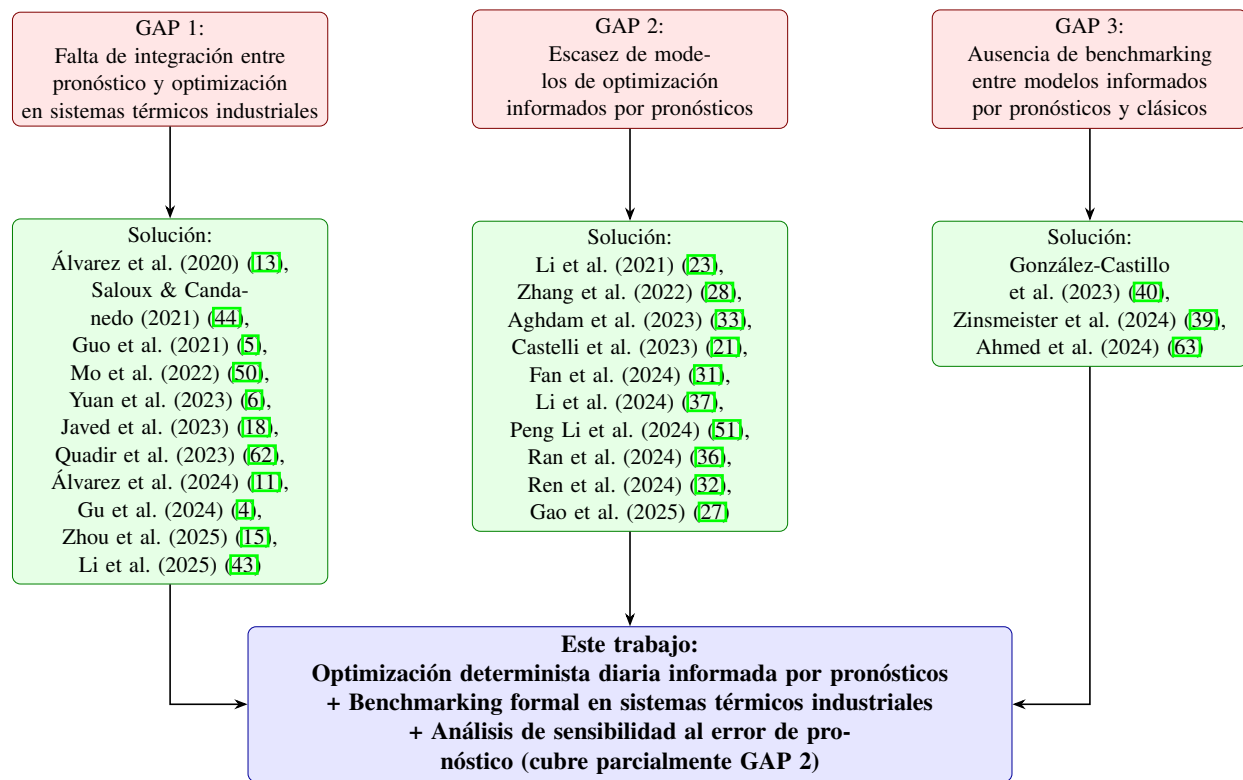 GAP 1:
Falta de integración entre
pronóstico y optimización
en sistemas térmicos industriales
GAP 2:
Escasez de mode-
los de optimización
informados por pronósticos
GAP 3:
Ausencia de benchmarking
entre modelos informados
por pronósticos y clásicos
Solución:
Álvarez et al. (2020) (13),
Saloux & Canda-
nedo (2021) (44),
Guo et al. (2021) (5),
Mo et al. (2022) (50),
Yuan et al. (2023) (6),
Javed et al. (2023) (18),
Quadir et al. (2023) (62),
Álvarez et al. (2024) (11),
Gu et al. (2024) (4),
Zhou et al. (2025) (15),
Li et al. (2025) (43)
Solución:
Li et al. (2021) (23),
Zhang et al. (2022) (28),
Aghdam et al. (2023) (33),
Castelli et al. (2023) (21),
Fan et al. (2024) (31),
Li et al. (2024) (37),
Peng Li et al. (2024) (51),
Ran et al. (2024) (36),
Ren et al. (2024) (32),
Gao et al. (2025) (27)
Solución:
González-Castillo
et al. (2023) (40),
Zinsmeister et al. (2024) (39),
Ahmed et al. (2024) (63)
Este trabajo:
Optimización determinista diaria informada por pronósticos
+ Benchmarking formal en sistemas térmicos industriales
+ Análisis de sensibilidad al error de pro-
nóstico (cubre parcialmente GAP 2)